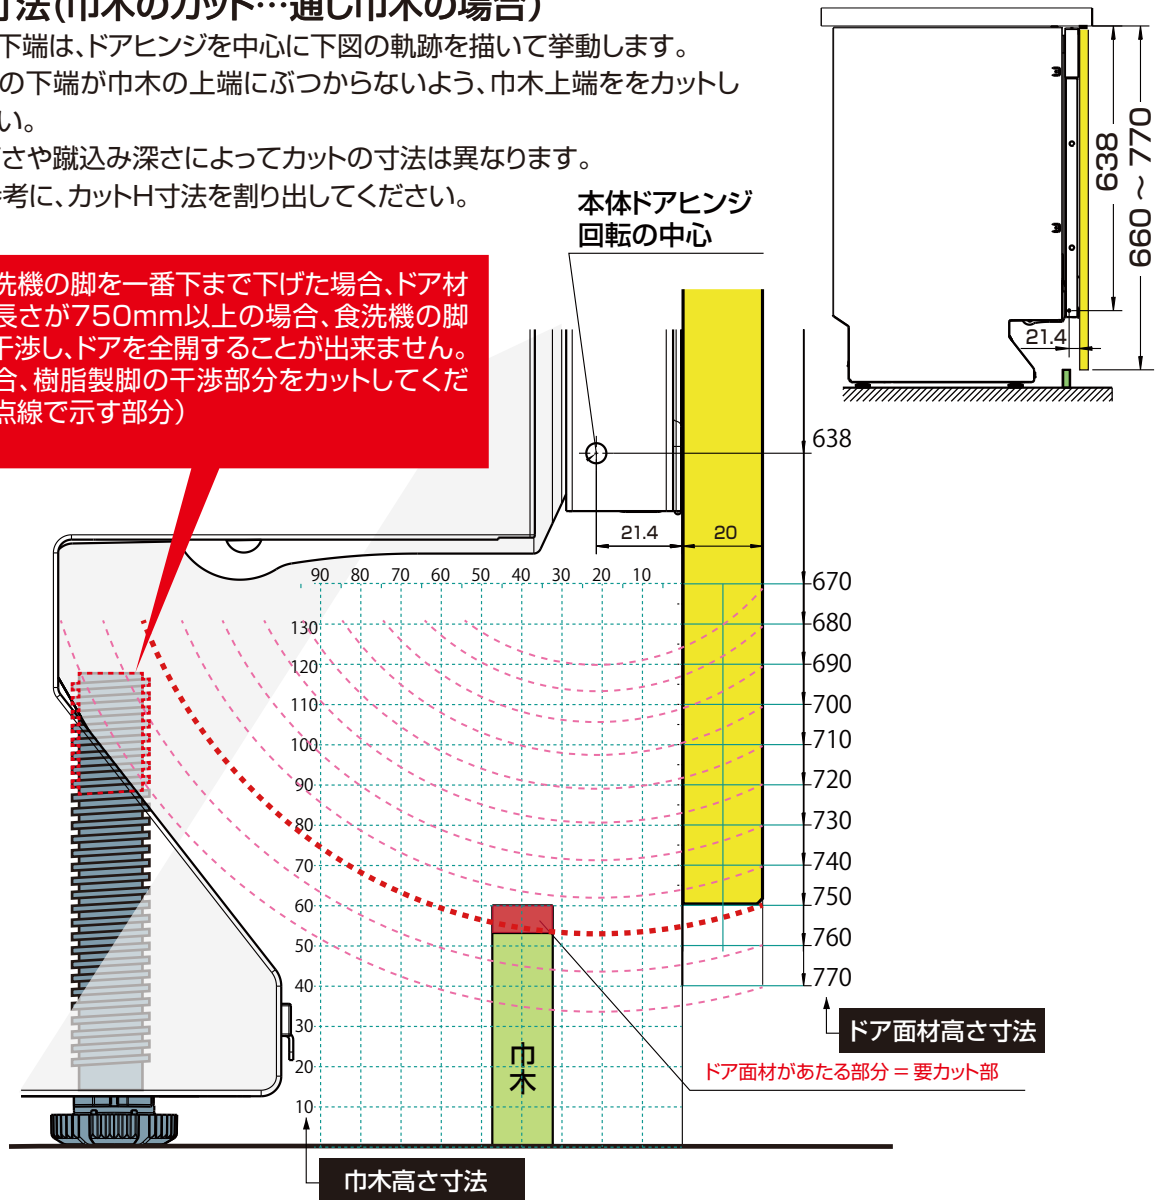 寸法(巾木のカット…通し巾木の場合)
下端は、ドアヒンジを中心に下図の軌跡を描いて挙動します。
の下端が巾木の上端にぶつからないよう、巾木上端ををカットし
い。
さや蹴込み深さによってカットの寸法は異なります。
考に、カットH寸法を割り出してください。
638
660～770
21.4
本体ドアヒンジ
回転の中心
洗機の脚を一番下まで下げた場合、ドア材
長さが750mm以上の場合、食洗機の脚
干渉し、ドアを全開することが出来ません。
合、樹脂製脚の干渉部分をカットしてくだ
点線で示す部分)
638
21.4
20
90 80 70 60 50 40 30 20 10
670
680
690
700
710
720
730
740
750
760
770
130
120
110
100
90
80
70
60
50
40
30
20
10
巾木
ドア面材高さ寸法
ドア面材があたる部分 = 要カット部
巾木高さ寸法